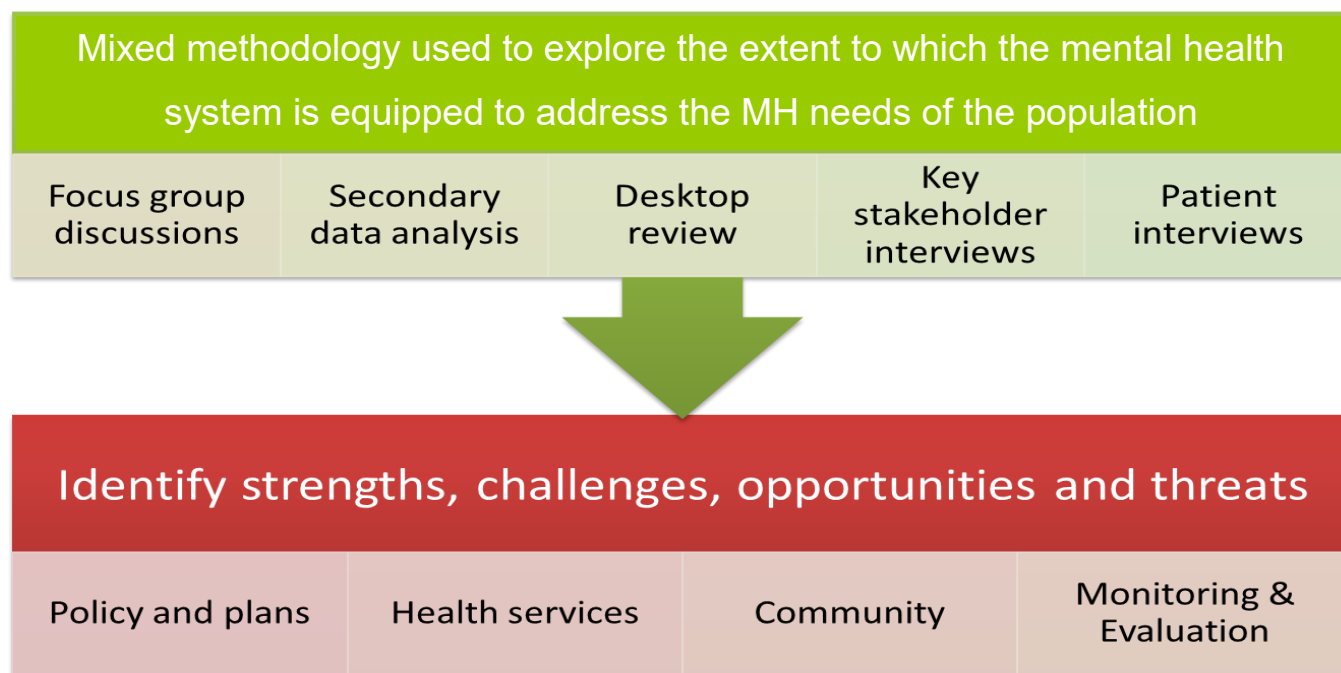 Mixed methodology used to explore the extent to which the mental health
system is equipped to address the MH needs of the population
Focus group
discussions
Secondary
data analysis
Desktop
review
Key
stakeholder
interviews
Patient
interviews
Identify strengths, challenges, opportunities and threats
Policy and plans
Health services
Community
Monitoring &
Evaluation